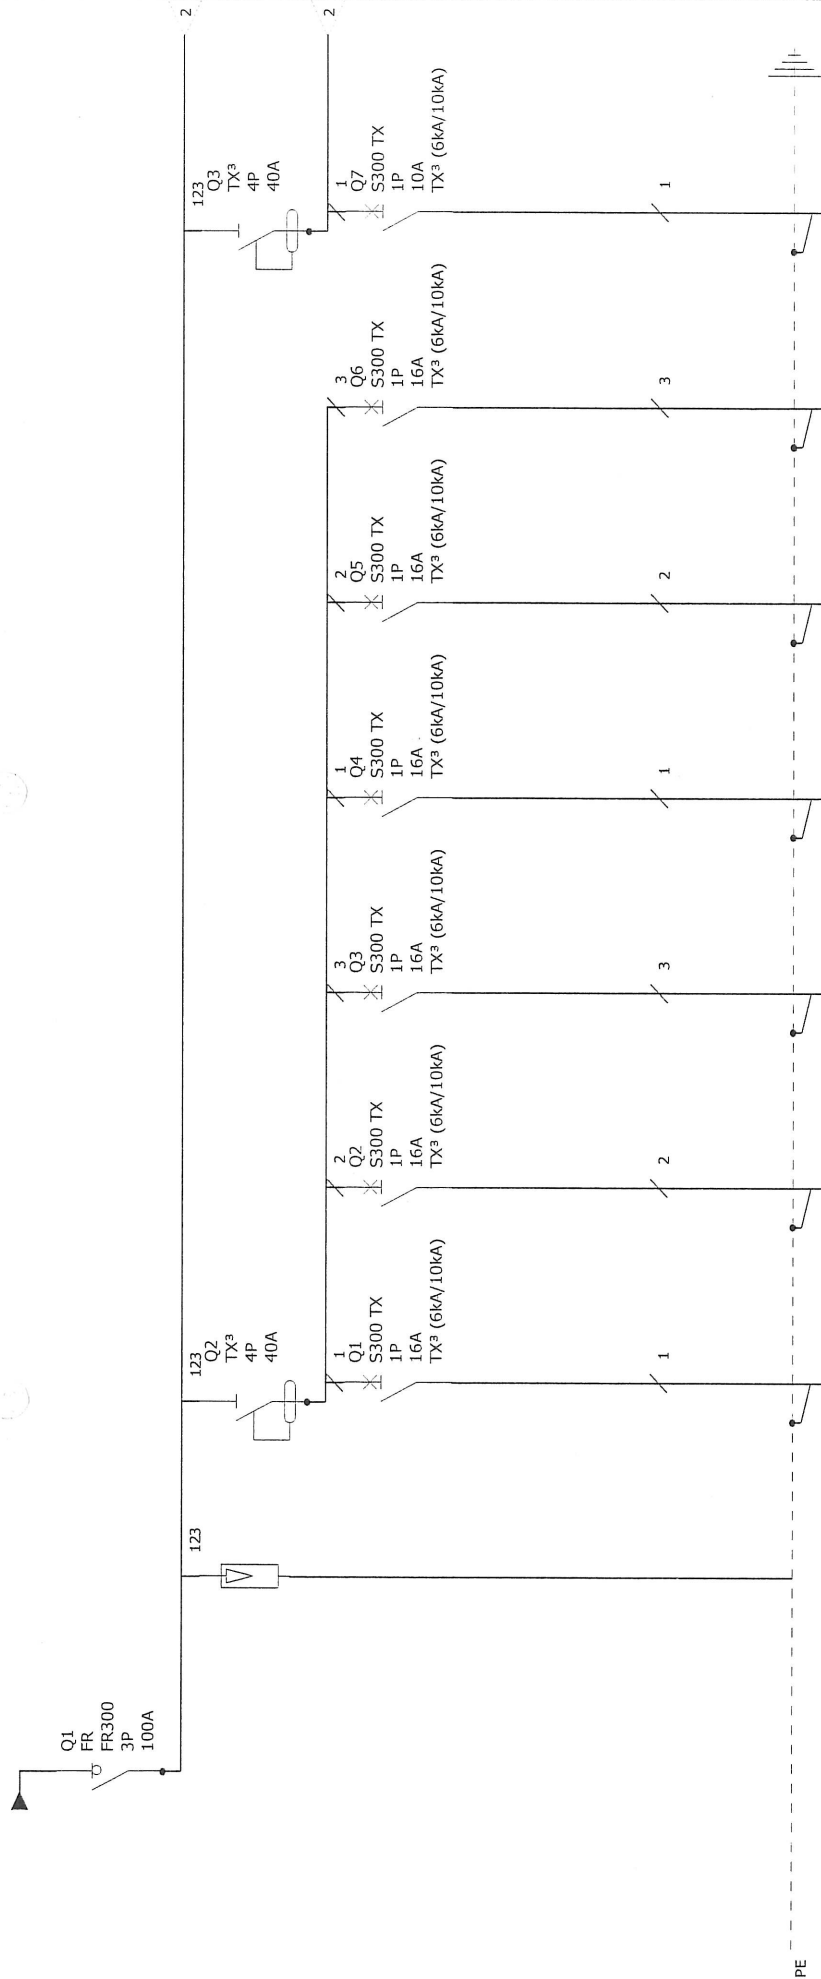 Q1
FR
FR300
3P
100A
123
123
Q2
TX³
4P
40A
123
Q3
TX³
4P
40A
2
2
1
Q1
S300 TX
1P
16A
TX³ (6kA/10kA)
1
2
Q2
S300 TX
1P
16A
TX³ (6kA/10kA)
2
3
Q3
S300 TX
1P
16A
TX³ (6kA/10kA)
3
1
Q4
S300 TX
1P
16A
TX³ (6kA/10kA)
1
2
Q5
S300 TX
1P
16A
TX³ (6kA/10kA)
2
3
Q6
S300 TX
1P
16A
TX³ (6kA/10kA)
3
1
Q7
S300 TX
1P
10A
TX³ (6kA/10kA)
1
PE